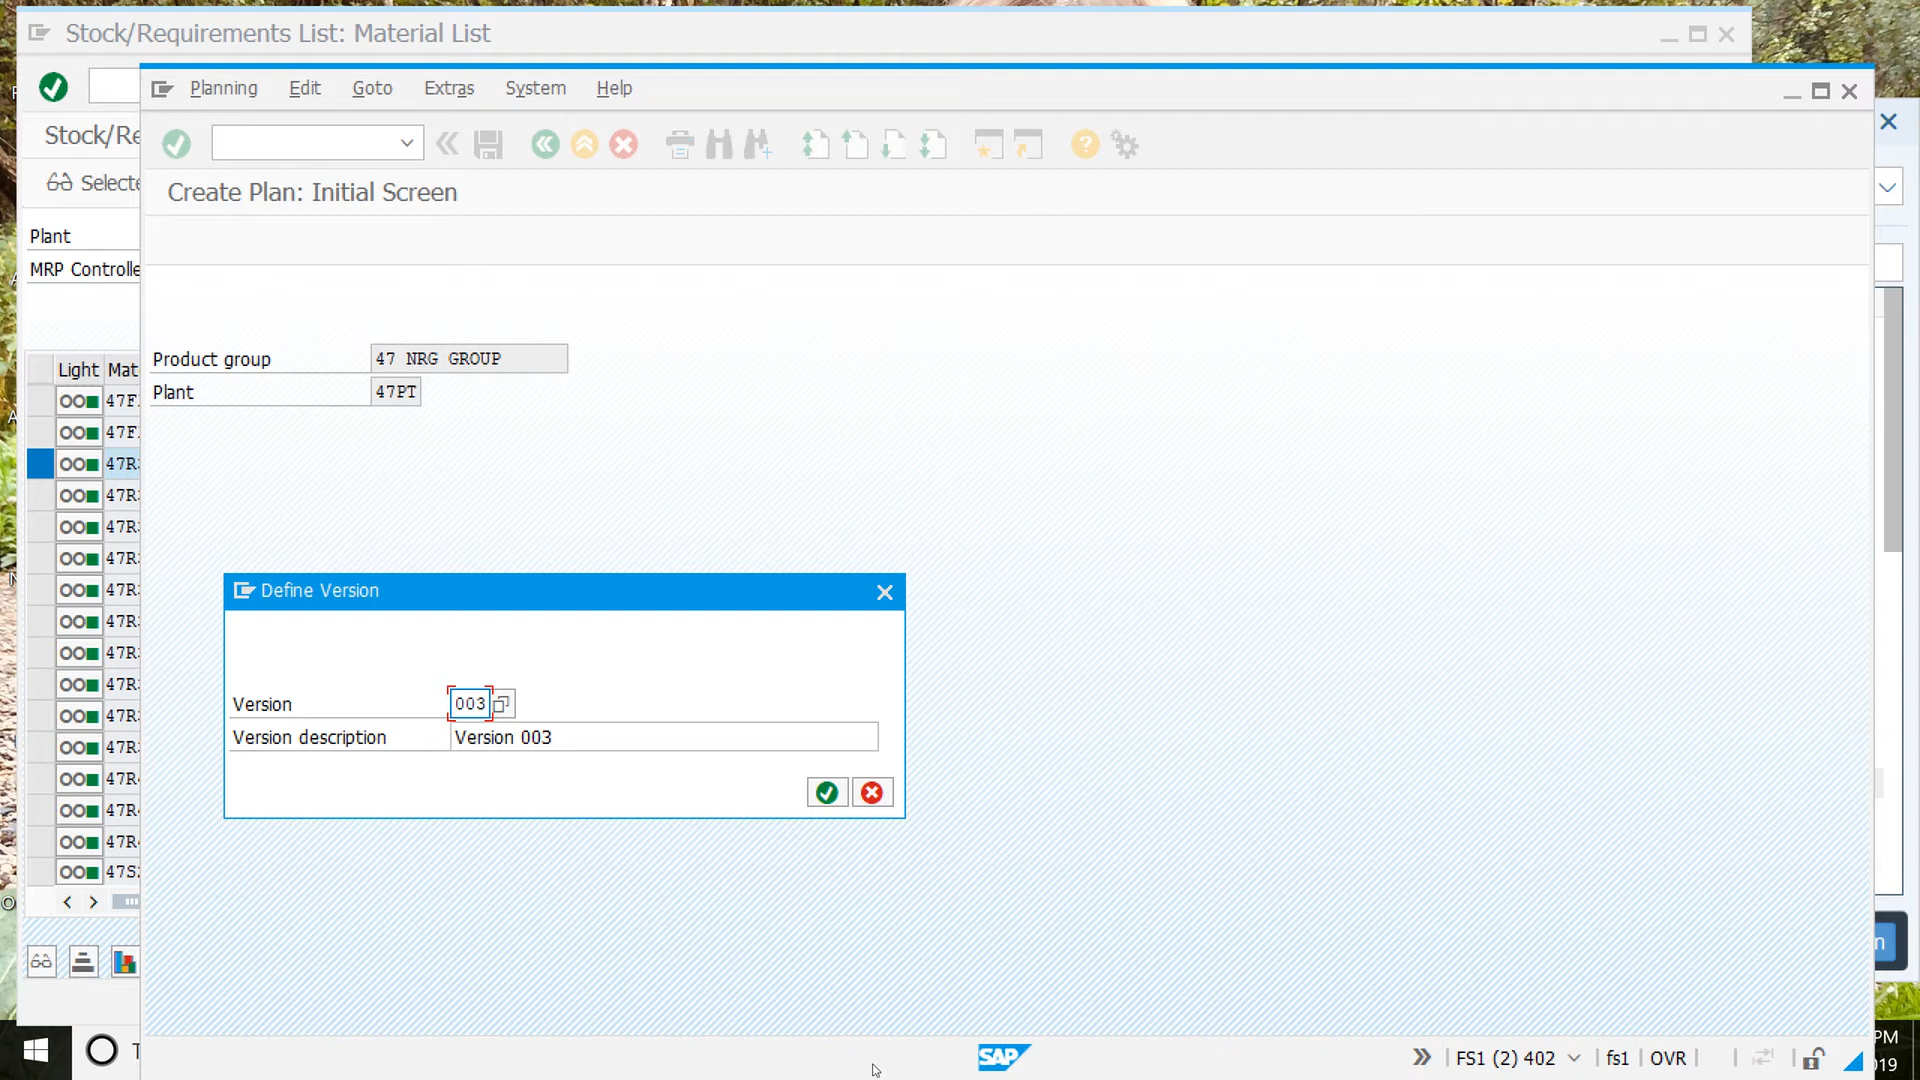 Stock/Requirements List: Material List
Planning Edit Goto Extras System Help
Stock/Re
Create Plan: Initial Screen
Selecte
Plant
MRP Controlle
Product group 47 NRG GROUP
Plant 47PT
Light Mat
47F
47F
47R
47R
47R
47R
47R
47R
47R
47R
47R
47R
47R
47R
47R
47S
Define Version
Version 003
Version description Version 003
SAP
FS1 (2) 402 fs1 OVR
PM
19